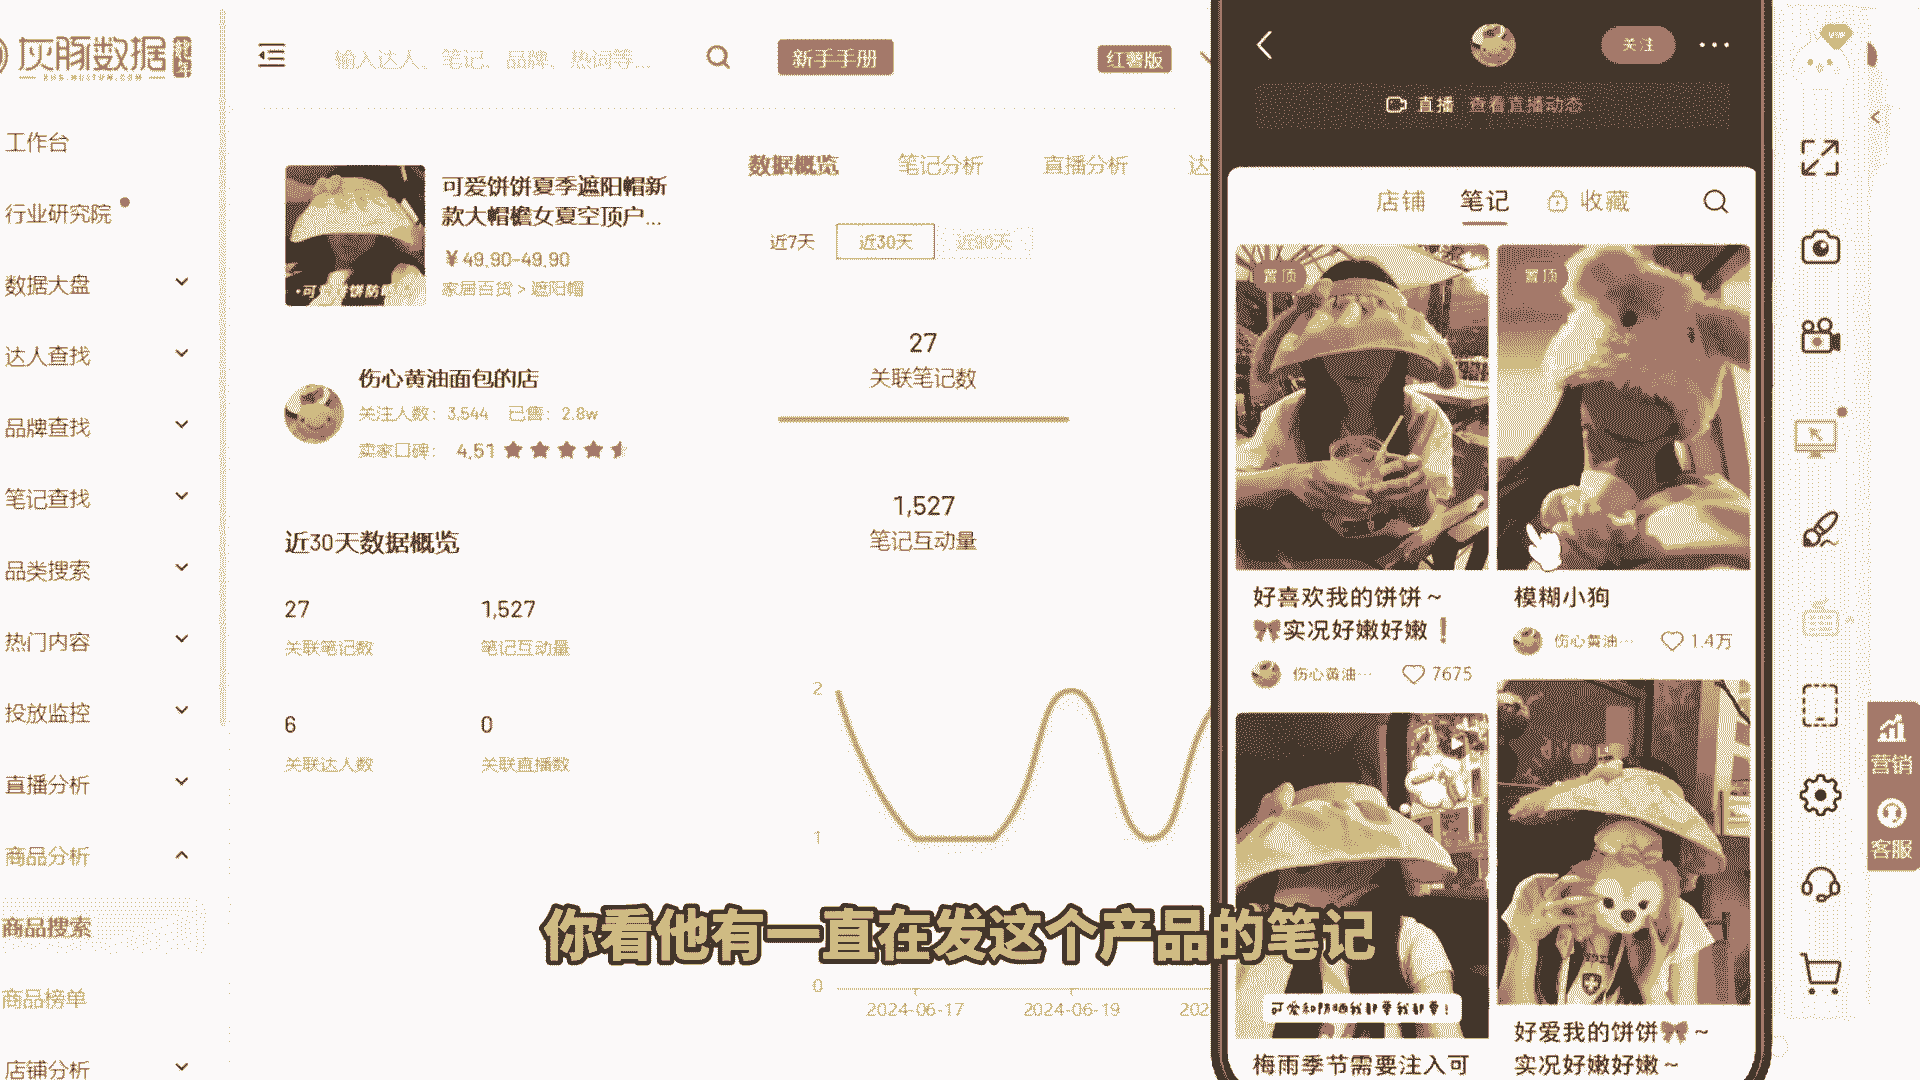 灰豚数据
输入达人、笔记、品牌、热词等...
新手手册
红薯版
工作台
行业研究院
数据大盘
达人查找
品牌查找
笔记查找
品类搜索
热门内容
投放监控
直播分析
商品分析
商品搜索
商品榜单
店铺分析
可爱饼饼夏季遮阳帽新
款大帽檐女夏空顶户...
￥49.90-49.90
家居百货 > 遮阳帽
伤心黄油面包的店
关注人数：3,544 已售：2.8w
卖家口碑： 4.51
近30天数据概览
27
关联笔记数
1,527
笔记互动量
6
关联达人数
0
关联直播数
数据概览 笔记分析 直播分析 达
近7天 近30天 近90天
27
关联笔记数
1,527
笔记互动量
2
1
0
2024-06-17 2024-06-19 202
关注
直播 查看直播动态
店铺 笔记 收藏
置顶
好喜欢我的饼饼～
🎀实况好嫩好嫩❗
伤心黄油… 7675
置顶
模糊小狗
伤心黄油… 1.4万
可爱和防晒我都要我都要！
梅雨季节需要注入可
好爱我的饼饼🎀～
实况好嫩好嫩～
营销
客服
你看他有一直在发这个产品的笔记